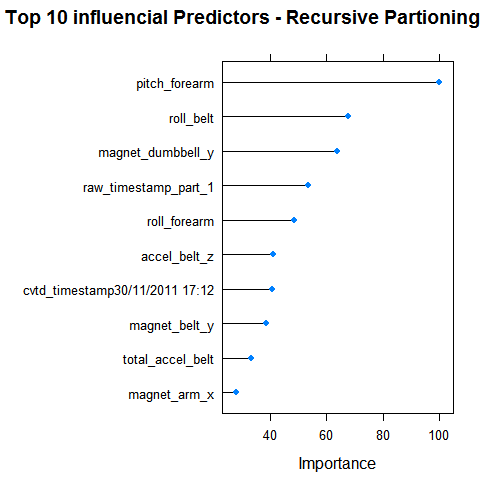 Top 10 influencial Predictors - Recursive Partioning
pitch_forearm
roll_belt
magnet_dumbbell_y
raw_timestamp_part_1
roll_forearm
accel_belt_z
cvtd_timestamp30/11/2011 17:12
magnet_belt_y
total_accel_belt
magnet_arm_x
40 60 80 100
Importance